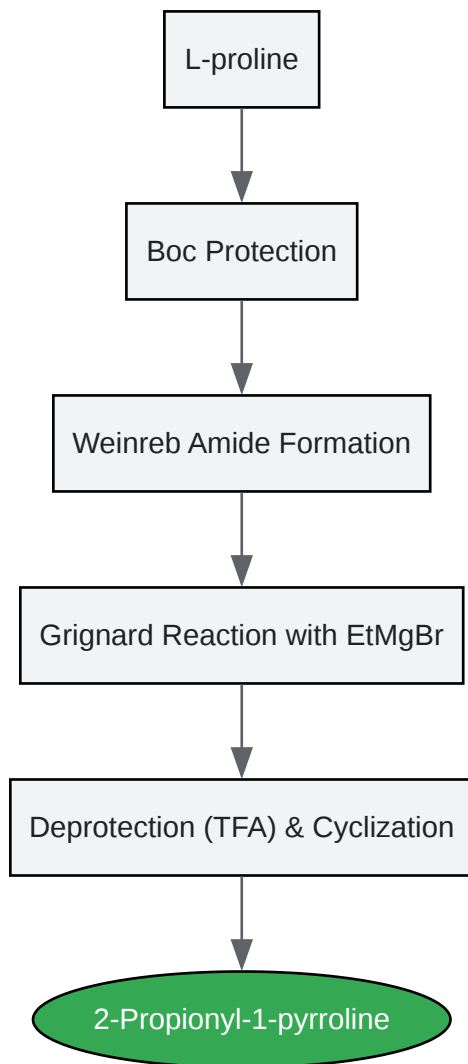 L-proline
Boc Protection
Weinreb Amide Formation
Grignard Reaction with EtMgBr
Deprotection (TFA) & Cyclization
2-Propionyl-1-pyrroline